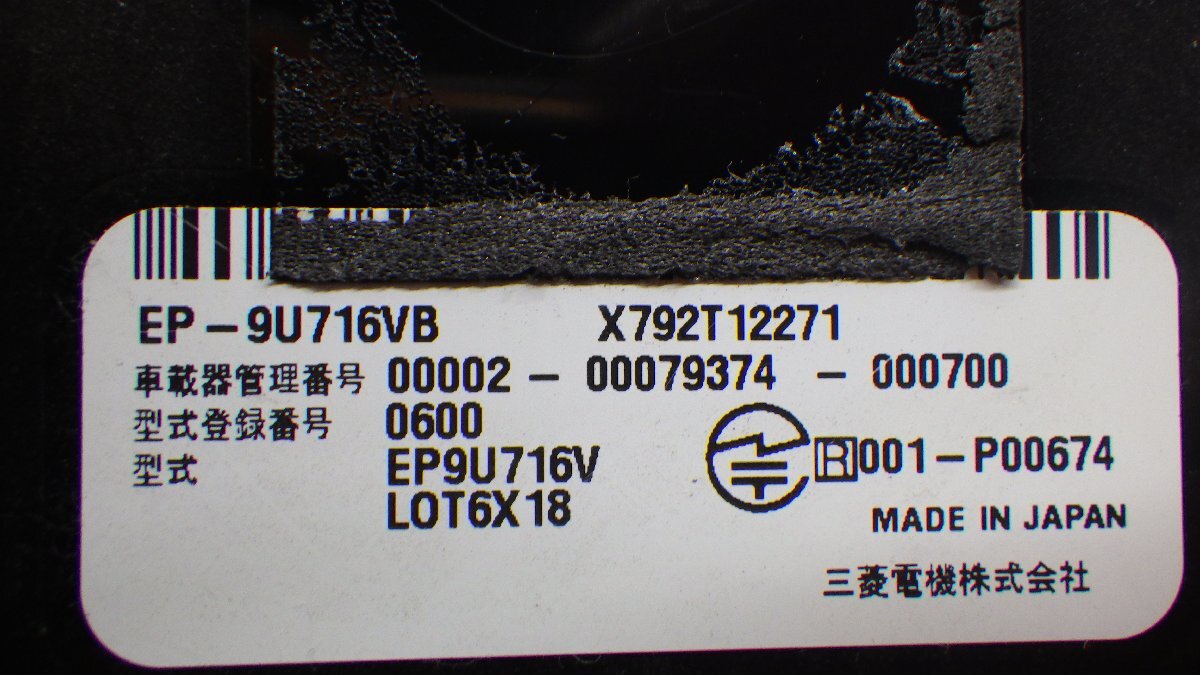 EP-9U716VB X792T12271
車載器管理番号 00002 - 00079374 - 000700
型式登録番号 0600
型式 EP9U716V
R 001-P00674
LOT6X18
MADE IN JAPAN
三菱電機株式会社